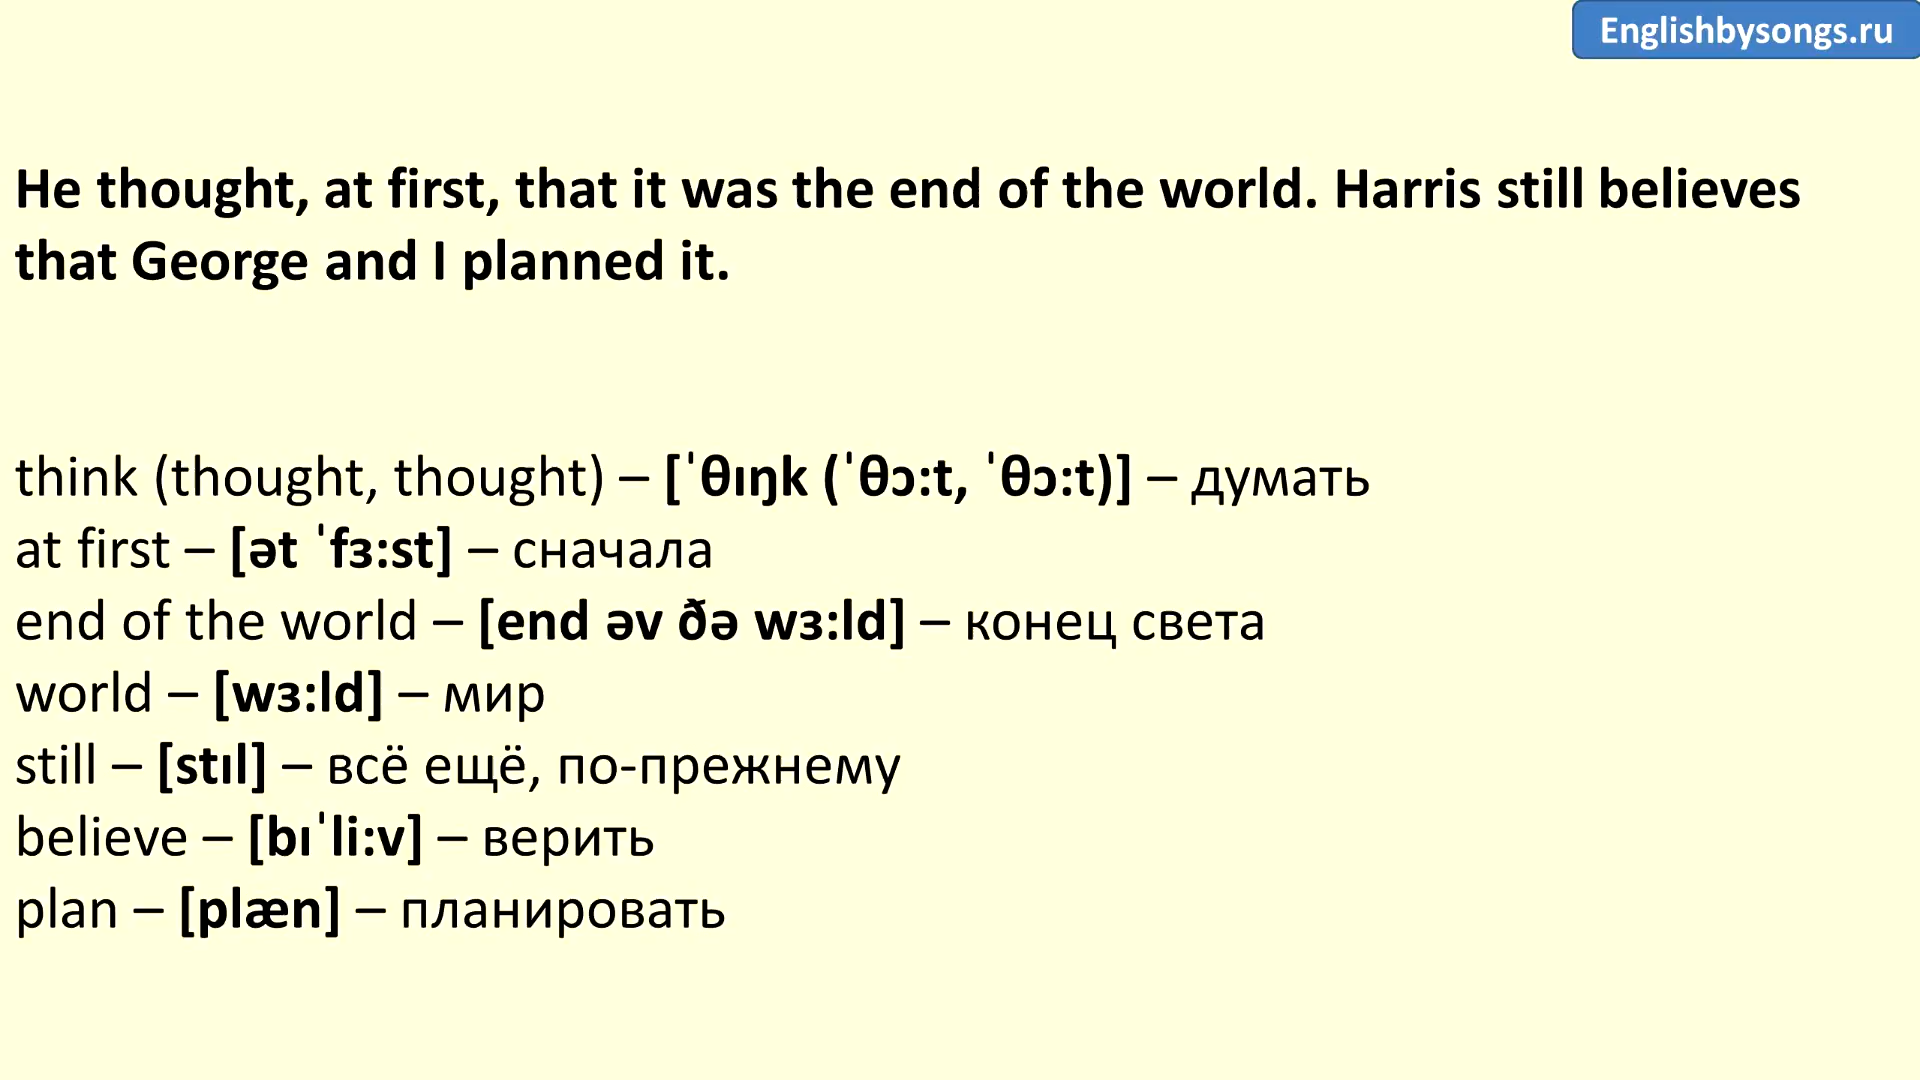 Englishbysongs.ru
He thought, at first, that it was the end of the world. Harris still believes
that George and I planned it.
think (thought, thought) – [ˈθɪŋk (ˈθɔ:t, ˈθɔ:t)] – думать
at first – [ət ˈfɜ:st] – сначала
end of the world – [end əv ðə wɜ:ld] – конец света
world – [wɜ:ld] – мир
still – [stɪl] – всё ещё, по-прежнему
believe – [bɪˈli:v] – верить
plan – [plæn] – планировать